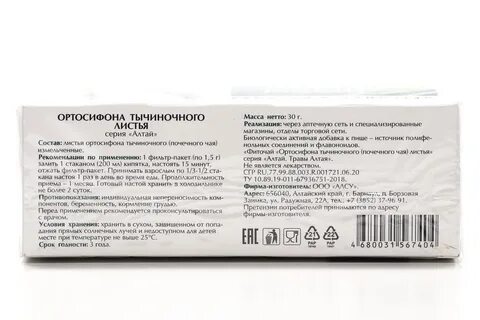 ОРТОСИФОНА ТЫЧИНОЧНОГО
ЛИСТЬЯ
серия «Алтай»
Состав: листья ортосифона тычиночного (почечного чая)
измельченные.
Рекомендации по применению: 1 фильтр-пакет (по 1,5 г)
залить 1 стаканом (200 мл) кипятка, настоять 15 минут,
отжать фильтр-пакет. Принимать взрослым по 1/3-1/2 ста-
кана настоя 1 раз в день во время еды. Продолжительность
приема – 1 месяц. Готовый настой хранить в холодильнике
не более 2 суток.
Противопоказания: индивидуальная непереносимость ком-
понентов, беременность, кормление грудью.
Перед применением рекомендуется проконсультироваться
с врачом.
Условия хранения: хранить в сухом, защищенном от попа-
дания прямых солнечных лучей и недоступном для детей
месте при температуре не выше 25°С.
Срок годности: 3 года.
Масса нетто: 30 г.
Реализация: через аптечную сеть и специализированные
магазины, отделы торговой сети.
Биологически активная добавка к пище – источник полифе-
нольных соединений и флавоноидов.
«Фиточай «Ортосифона тычиночного (почечного чая) листья»
серия «Алтай. Травы Алтая».
Не является лекарством.
СГР RU.77.99.88.003.R.001721.06.20
ТУ 10.89.19-011-67951285-2018
Фирма-изготовитель: ООО «АЛСУ»,
Адрес: 656040, Алтайский край, г. Барнаул, п. Борзовая
Заимка, ул. Радужная, 22А, тел. +7 (3852) 37-96-91.
Претензии потребителя принимаются по адресу
фирмы-изготовителя.
EAC
21
PAP
22
PAP
4 680031 567404